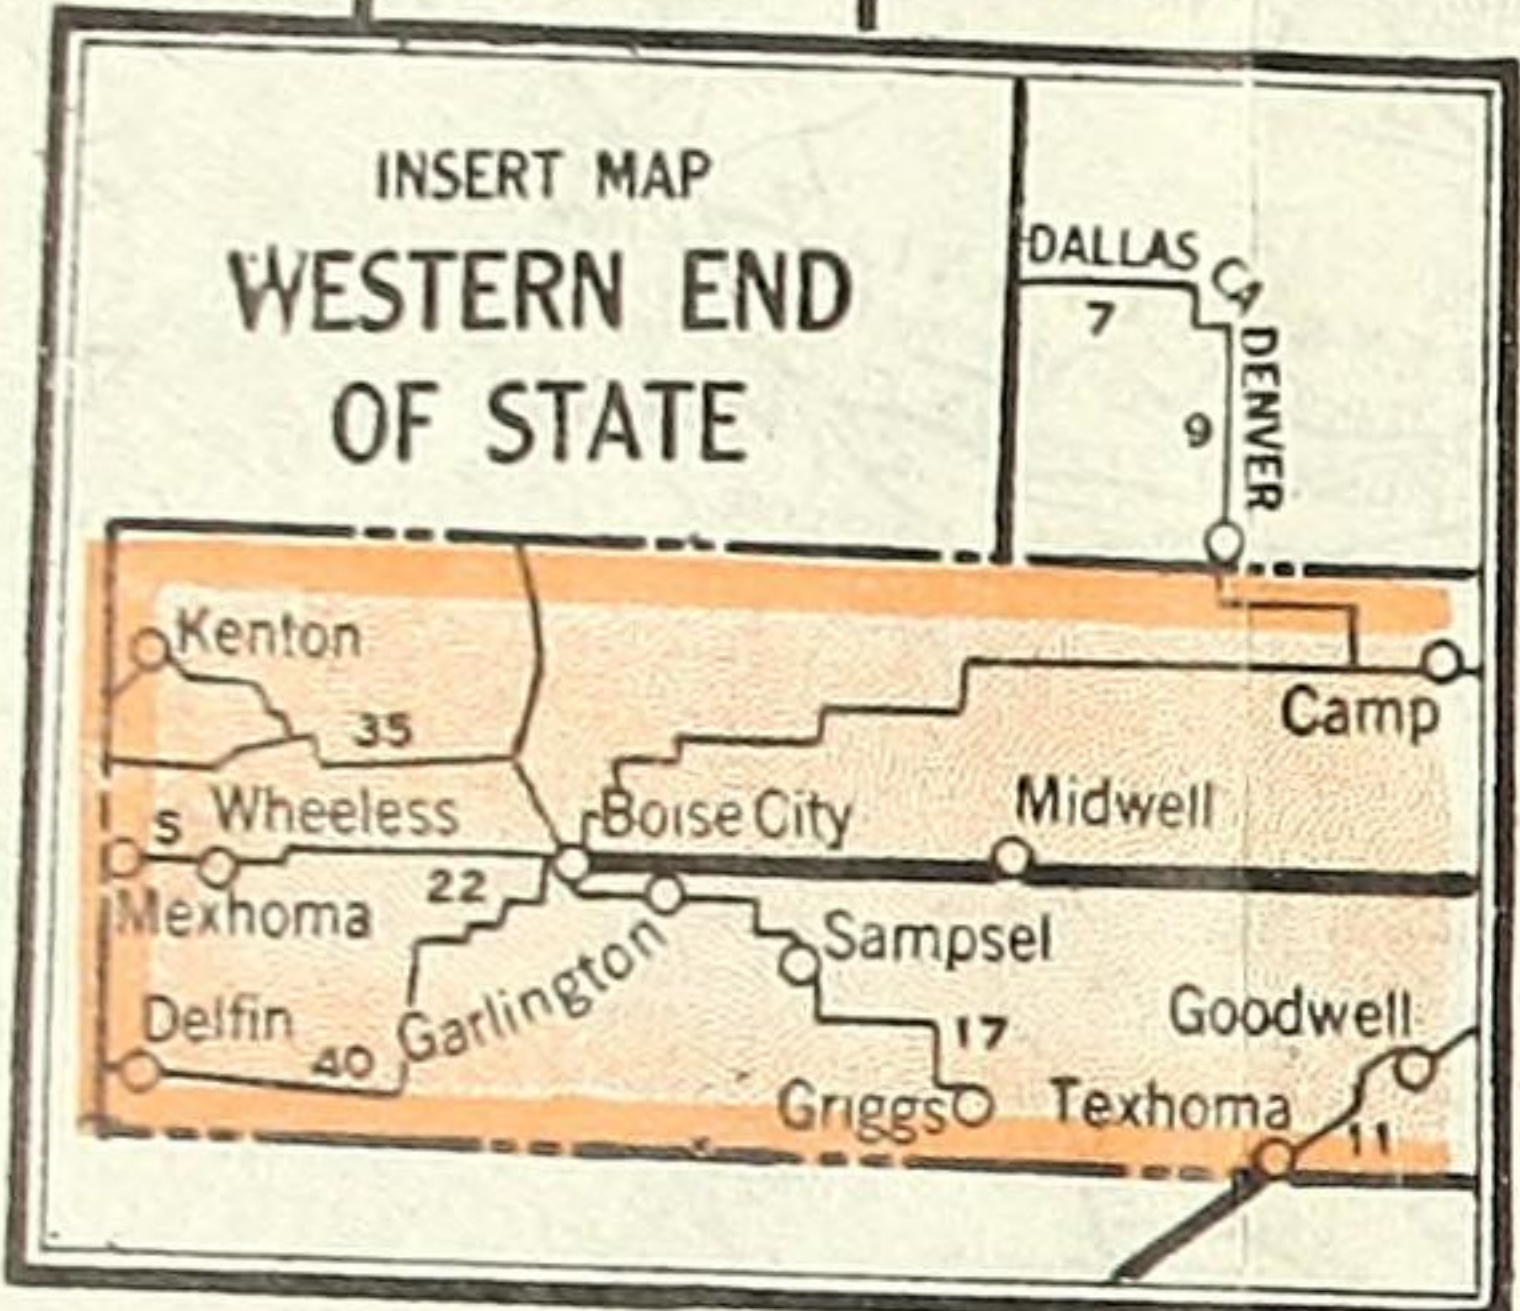 INSERT MAP
WESTERN END
OF STATE
DALLAS
CA
7
DENVER
9
Kenton
35
Camp
5
Wheeless
Boise City
Midwell
22
Mexhoma
Sampsel
Garlington
Delfin
40
Goodwell
17
Griggs
Texhoma
11